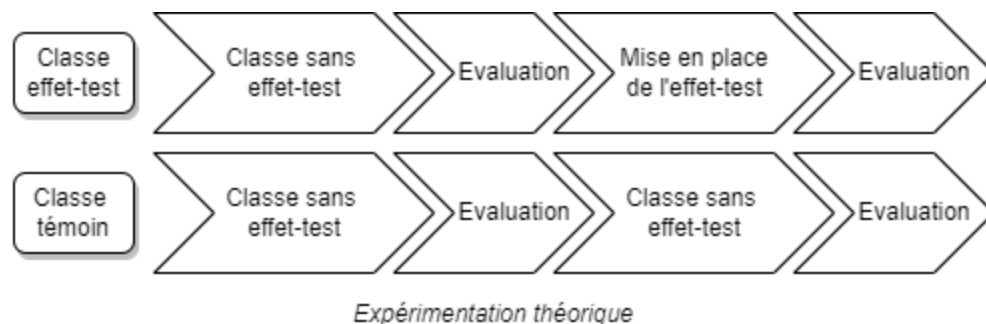 Classe
effet-test
Classe sans
effet-test
Evaluation
Mise en place
de l'effet-test
Evaluation
Classe
témoin
Classe sans
effet-test
Evaluation
Classe sans
effet-test
Evaluation
Expérimentation théorique